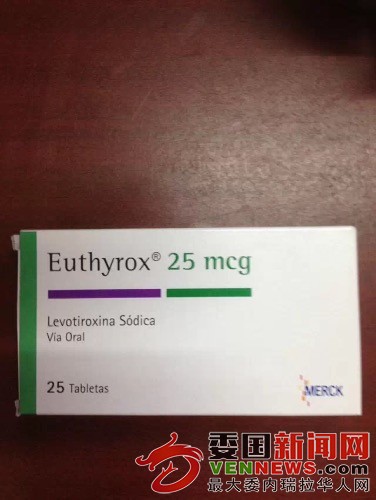 Euthyrox® 25 mcg
Levotiroxina Sódica
Vía Oral
25 Tabletas
MERCK
委国新闻网
VENNEWS.com
最大委内瑞拉华人网